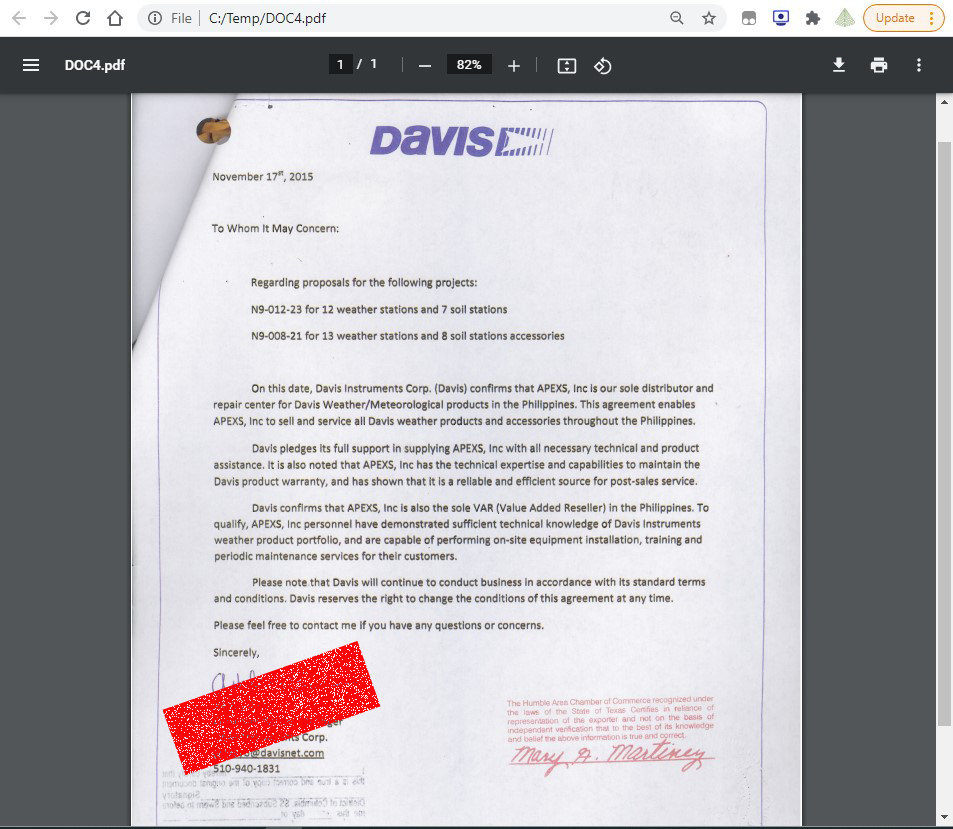 File | C:/Temp/DOC4.pdf
Update
DOC4.pdf
1 / 1
82%
DAVIS
November 17st, 2015
To Whom It May Concern:
Regarding proposals for the following projects:
N9-012-23 for 12 weather stations and 7 soil stations
N9-008-21 for 13 weather stations and 8 soil stations accessories
On this date, Davis Instruments Corp. (Davis) confirms that APEXS, Inc is our sole distributor and
repair center for Davis Weather/Meteorological products in the Philippines. This agreement enables
APEXS, Inc to sell and service all Davis weather products and accessories throughout the Philippines.
Davis pledges its full support in supplying APEXS, Inc with all necessary technical and product
assistance. It is also noted that APEXS, Inc has the technical expertise and capabilities to maintain the
Davis product warranty, and has shown that it is a reliable and efficient source for post-sales service.
Davis confirms that APEXS, Inc is also the sole VAR (Value Added Reseller) in the Philippines. To
qualify, APEXS, Inc personnel have demonstrated sufficient technical knowledge of Davis Instruments
weather product portfolio, and are capable of performing on-site equipment installation, training and
periodic maintenance services for their customers.
Please note that Davis will continue to conduct business in accordance with its standard terms
and conditions. Davis reserves the right to change the conditions of this agreement at any time.
Please feel free to contact me if you have any questions or concerns.
Sincerely,
Corp.
@davisnet.com
510-940-1831
The Humble Area Chamber of Commerce recognized under
the laws of the State of Texas Certifies in reliance of
representation of the exporter and not on the basis of
independent verification that to the best of its knowledge
and belief the above information is true and correct.
Mary A. Martiney
this is a true and correct copy of the original document
Signatory
District of Columbia: SS Subscribed and Sworn to before
me this day of